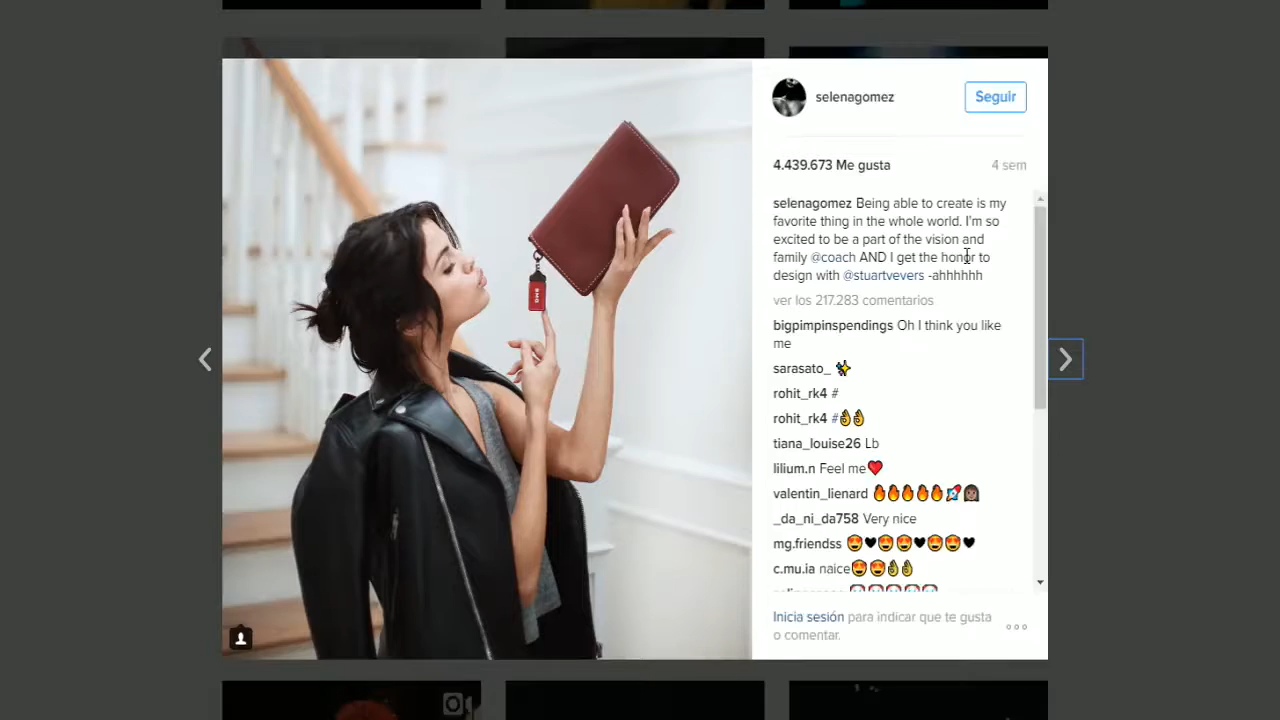 selenagomez
Seguir
4.439.673 Me gusta
4 sem
selenagomez Being able to create is my
favorite thing in the whole world. I'm so
excited to be a part of the vision and
family @coach AND I get the honor to
design with @stuartvevers -ahhhhhh
ver los 217.283 comentarios
bigpimpinspendings Oh I think you like
me
sarasato_ ✨
rohit_rk4 #
rohit_rk4 #👌👌
tiana_louise26 Lb
lilium.n Feel me❤️
valentin_lienard 🔥🔥🔥🔥🔥🚀👩🏽
_da_ni_da758 Very nice
mg.friendss 😍🖤😍😍🖤😍😍🖤
c.mu.ia naice😍😍👌👌
Inicia sesión para indicar que te gusta
o comentar.